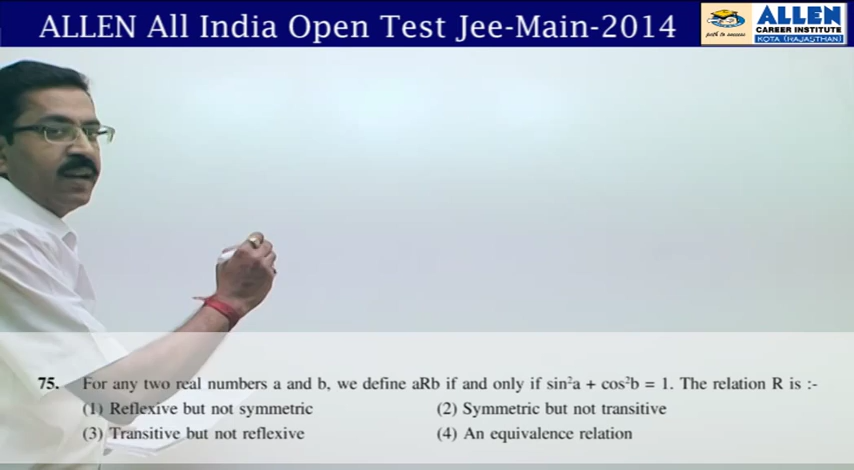 ALLEN All India Open Test Jee-Main-2014
path to success
ALLEN
CAREER INSTITUTE
KOTA (RAJASTHAN)
75. For any two real numbers a and b, we define aRb if and only if sin²a + cos²b = 1. The relation R is :-
(1) Reflexive but not symmetric (2) Symmetric but not transitive
(3) Transitive but not reflexive (4) An equivalence relation